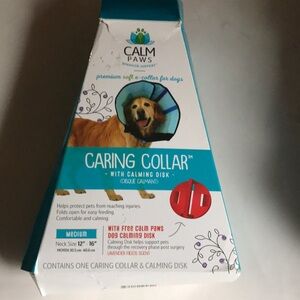 CALM
PAWS
premium soft e-collar for dogs
CARING COLLAR™
- WITH CALMING DISK -
(DISQUE CALMANT)
Helps protect pets from reaching injuries.
Folds open for easy feeding.
Comfortable and calming.
MEDIUM
Neck Size 12" - 16"
WITH FREE CALM PAWS
DOG CALMING DISK
Calming Disk helps support pets
through the recovery phase post surgery
LAVENDER FIELDS SCENT
CONTAINS ONE CARING COLLAR & CALMING DISK